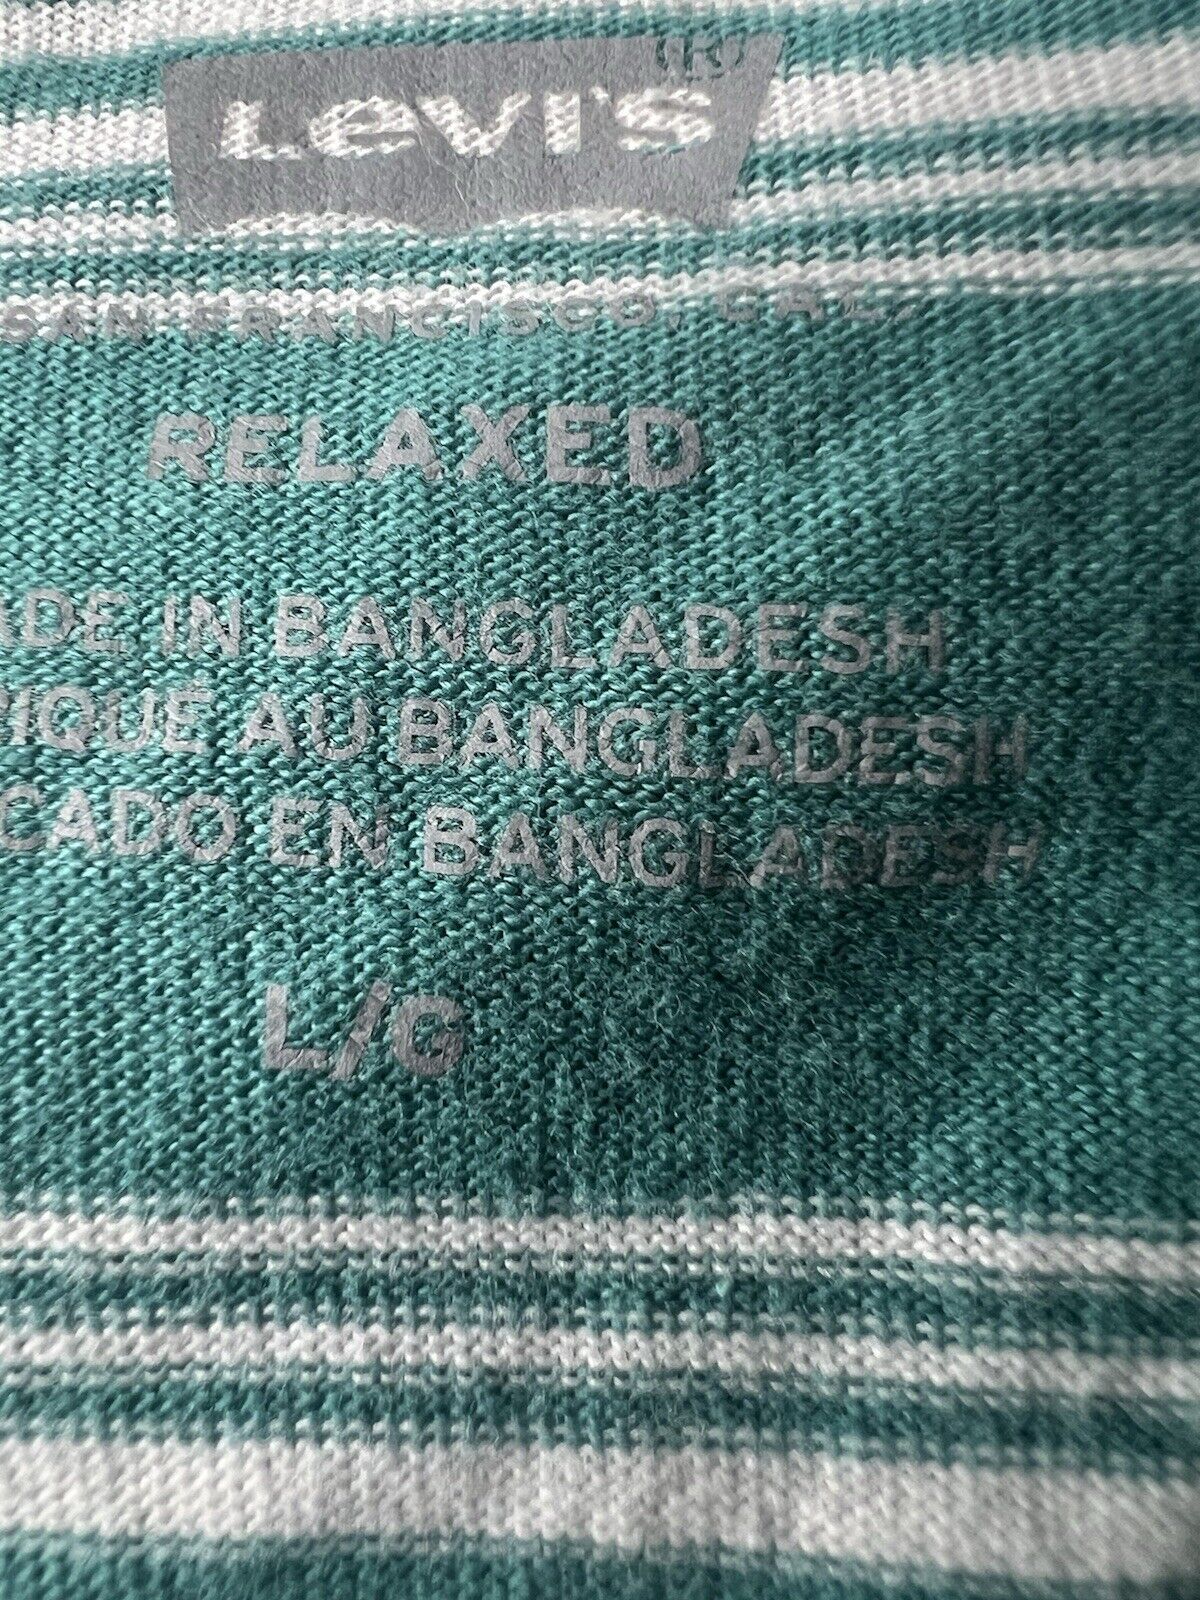 Levi's (R)
SAN FRANCISCO, CAL,
RELAXED
ADE IN BANGLADESH
RIQUÉ AU BANGLADESH
CADO EN BANGLADESH
L/G